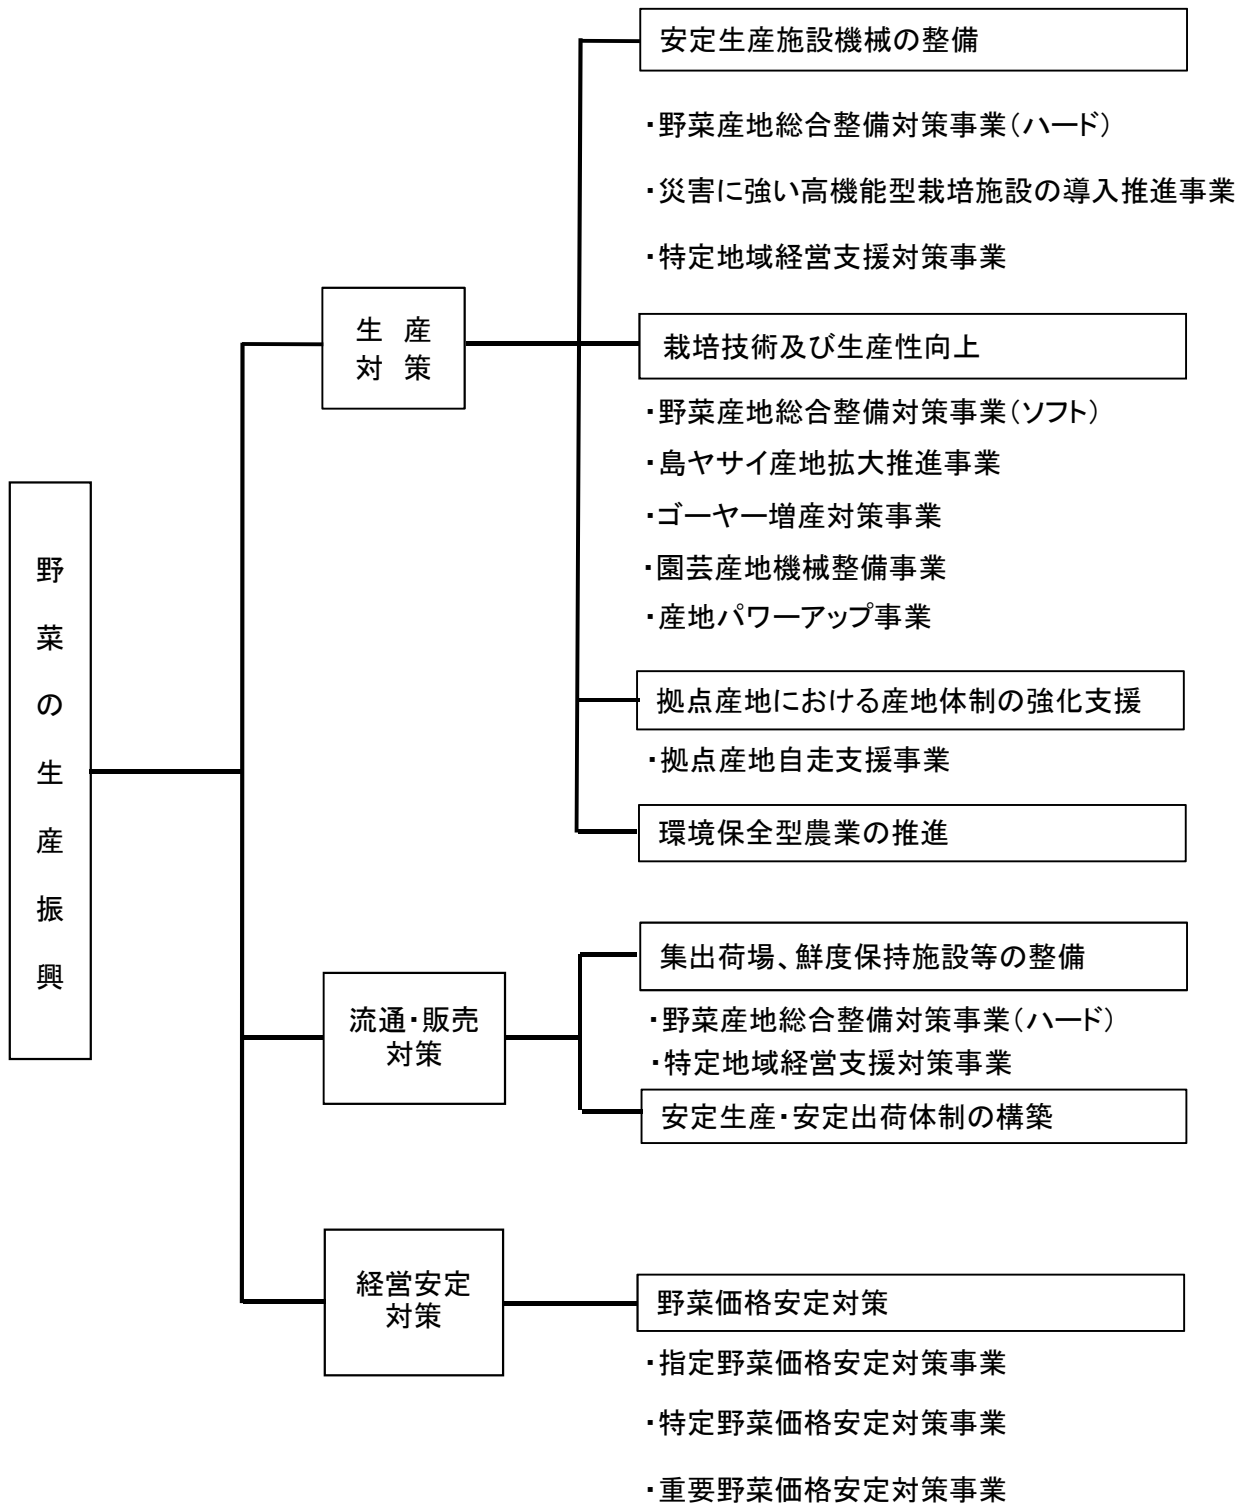 野菜の生産振興
生 産
対 策
安定生産施設機械の整備
・野菜産地総合整備対策事業（ハード）
・災害に強い高機能型栽培施設の導入推進事業
・特定地域経営支援対策事業
栽培技術及び生産性向上
・野菜産地総合整備対策事業（ソフト）
・島ヤサイ産地拡大推進事業
・ゴーヤー増産対策事業
・園芸産地機械整備事業
・産地パワーアップ事業
拠点産地における産地体制の強化支援
・拠点産地自走支援事業
環境保全型農業の推進
流通・販売
対策
集出荷場、鮮度保持施設等の整備
・野菜産地総合整備対策事業（ハード）
・特定地域経営支援対策事業
安定生産・安定出荷体制の構築
経営安定
対策
野菜価格安定対策
・指定野菜価格安定対策事業
・特定野菜価格安定対策事業
・重要野菜価格安定対策事業